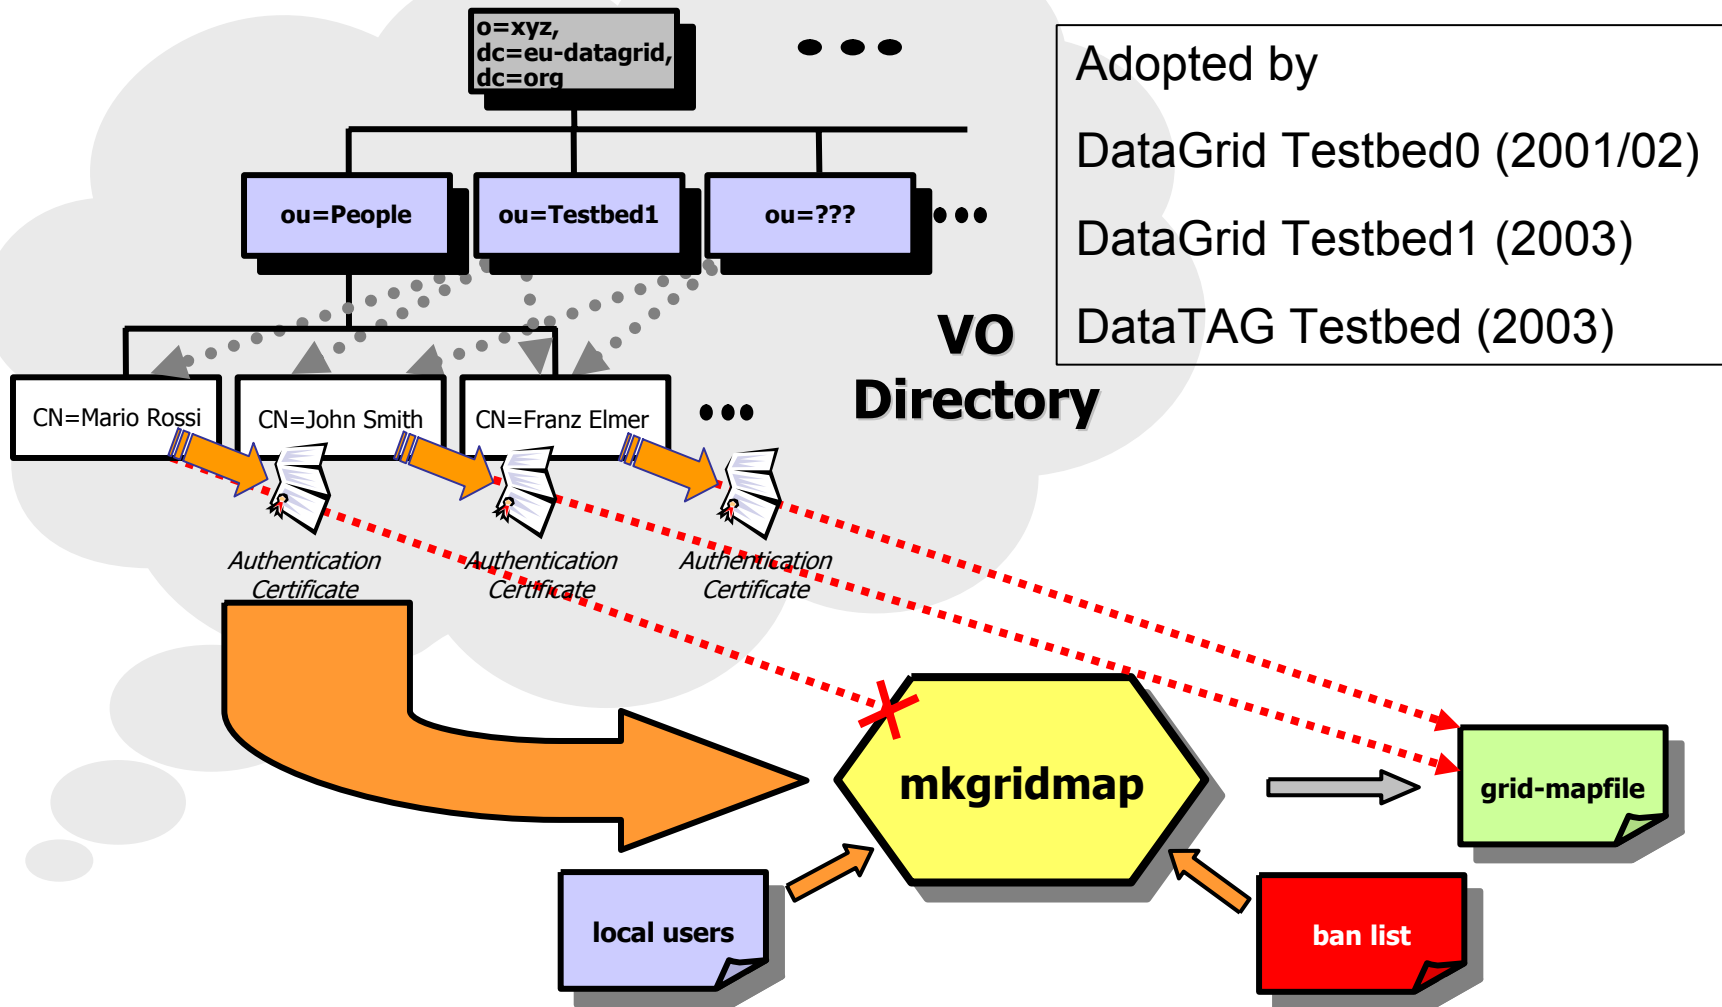 o=xyz,
dc=eu-datagrid,
dc=org
Adopted by
DataGrid Testbed0 (2001/02)
DataGrid Testbed1 (2003)
DataTAG Testbed (2003)
ou=People
ou=Testbed1
ou=???
VO
Directory
CN=Mario Rossi
CN=John Smith
CN=Franz Elmer
Authentication
Certificate
Authentication
Certificate
Authentication
Certificate
mkgridmap
grid-mapfile
local users
ban list